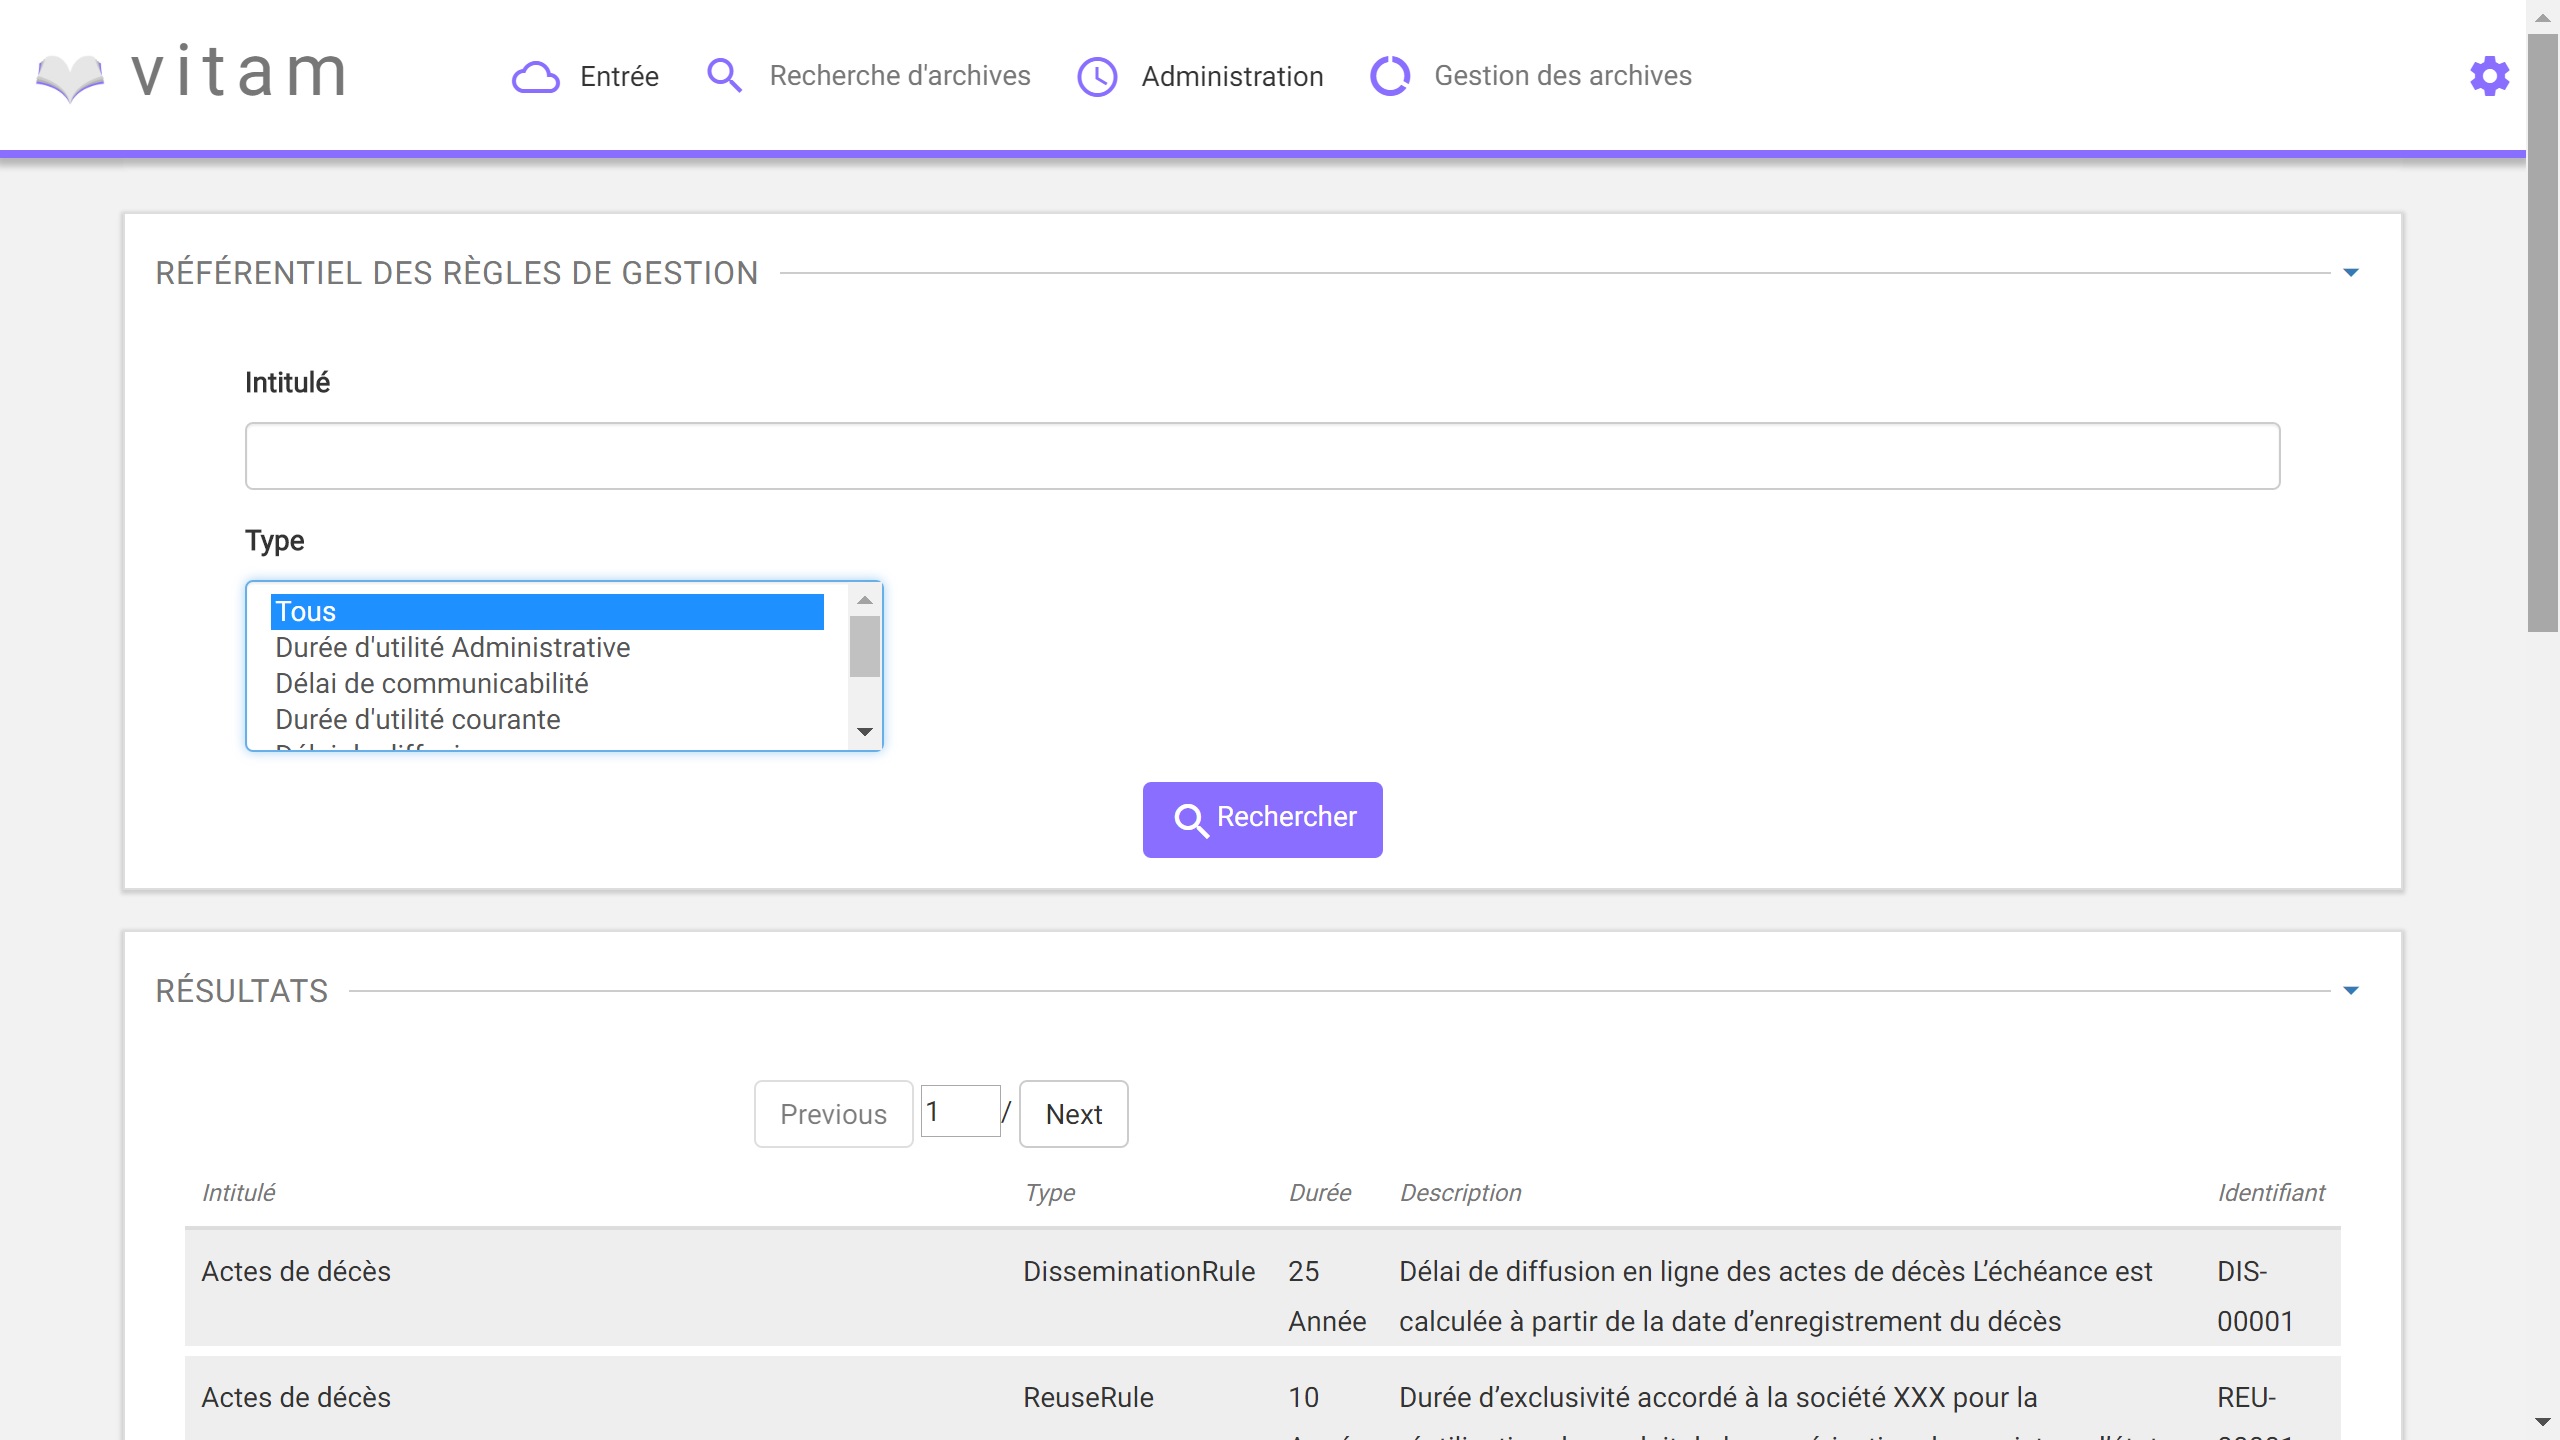 vitam
Entrée
Recherche d'archives
Administration
Gestion des archives
RÉFÉRENTIEL DES RÈGLES DE GESTION
Intitulé
Type
Tous
Durée d'utilité Administrative
Délai de communicabilité
Durée d'utilité courante
Rechercher
RÉSULTATS
Previous 1 / Next
Intitulé Type Durée Description Identifiant
Actes de décès DisseminationRule 25 Délai de diffusion en ligne des actes de décès L’échéance est DIS-
Année calculée à partir de la date d’enregistrement du décès 00001
Actes de décès ReuseRule 10 Durée d’exclusivité accordé à la société XXX pour la REU-